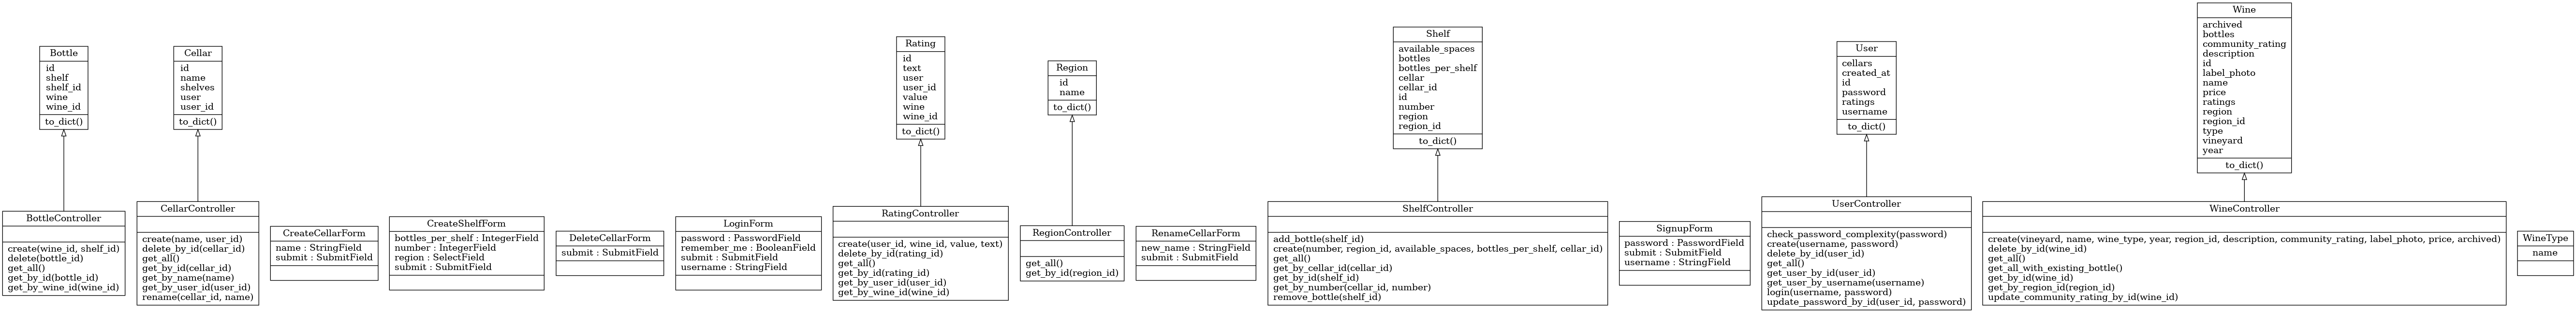 Bottle
id
shelf
shelf_id
wine
wine_id
to_dict()
Cellar
id
name
shelves
user
user_id
to_dict()
Rating
id
text
user
user_id
value
wine
wine_id
to_dict()
Region
id
name
to_dict()
Shelf
available_spaces
bottles
bottles_per_shelf
cellar
cellar_id
id
number
region
region_id
to_dict()
User
cellars
created_at
id
password
ratings
username
to_dict()
Wine
archived
bottles
community_rating
description
id
label_photo
name
price
ratings
region
region_id
type
vineyard
year
to_dict()
BottleController
create(wine_id, shelf_id)
delete(bottle_id)
get_all()
get_by_id(bottle_id)
get_by_wine_id(wine_id)
CellarController
create(name, user_id)
delete_by_id(cellar_id)
get_all()
get_by_id(cellar_id)
get_by_name(name)
get_by_user_id(user_id)
rename(cellar_id, name)
CreateCellarForm
name : StringField
submit : SubmitField
CreateShelfForm
bottles_per_shelf : IntegerField
number : IntegerField
region : SelectField
submit : SubmitField
DeleteCellarForm
submit : SubmitField
LoginForm
password : PasswordField
remember_me : BooleanField
submit : SubmitField
username : StringField
RatingController
create(user_id, wine_id, value, text)
delete_by_id(rating_id)
get_all()
get_by_id(rating_id)
get_by_user_id(user_id)
get_by_wine_id(wine_id)
RegionController
get_all()
get_by_id(region_id)
RenameCellarForm
new_name : StringField
submit : SubmitField
ShelfController
add_bottle(shelf_id)
create(number, region_id, available_spaces, bottles_per_shelf, cellar_id)
get_all()
get_by_cellar_id(cellar_id)
get_by_id(shelf_id)
get_by_number(cellar_id, number)
remove_bottle(shelf_id)
SignupForm
password : PasswordField
submit : SubmitField
username : StringField
UserController
check_password_complexity(password)
create(username, password)
delete_by_id(user_id)
get_all()
get_user_by_id(user_id)
get_user_by_username(username)
login(username, password)
update_password_by_id(user_id, password)
WineController
create(vineyard, name, wine_type, year, region_id, description, community_rating, label_photo, price, archived)
delete_by_id(wine_id)
get_all()
get_all_with_existing_bottle()
get_by_id(wine_id)
get_by_region_id(region_id)
update_community_rating_by_id(wine_id)
WineType
name